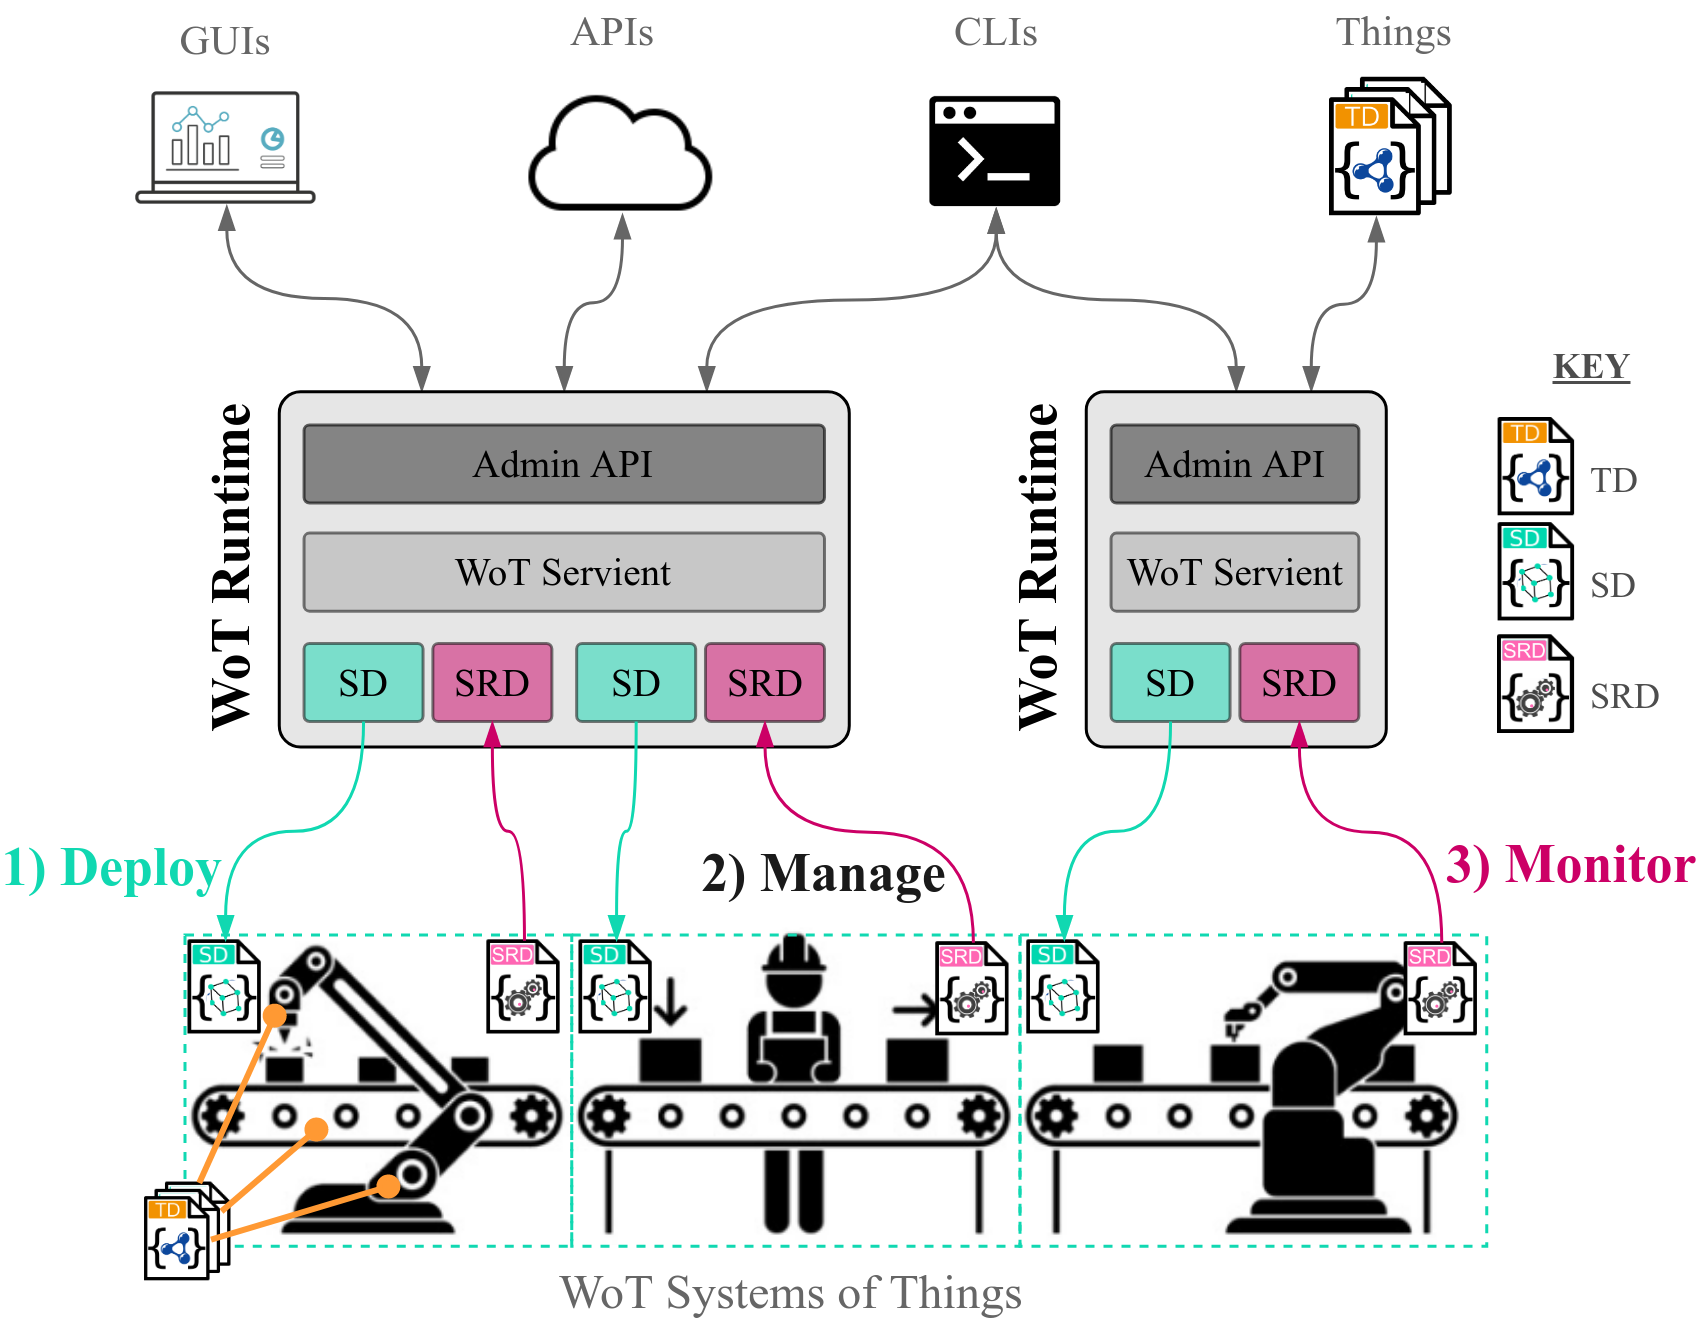 GUIs
APIs
CLIs
Things
TD
WoT Runtime
Admin API
WoT Servient
SD
SRD
SD
SRD
WoT Runtime
Admin API
WoT Servient
SD
SRD
KEY
TD
TD
SD
SD
SRD
SRD
1) Deploy
2) Manage
3) Monitor
SD
SRD
SD
SRD
SD
SRD
TD
WoT Systems of Things